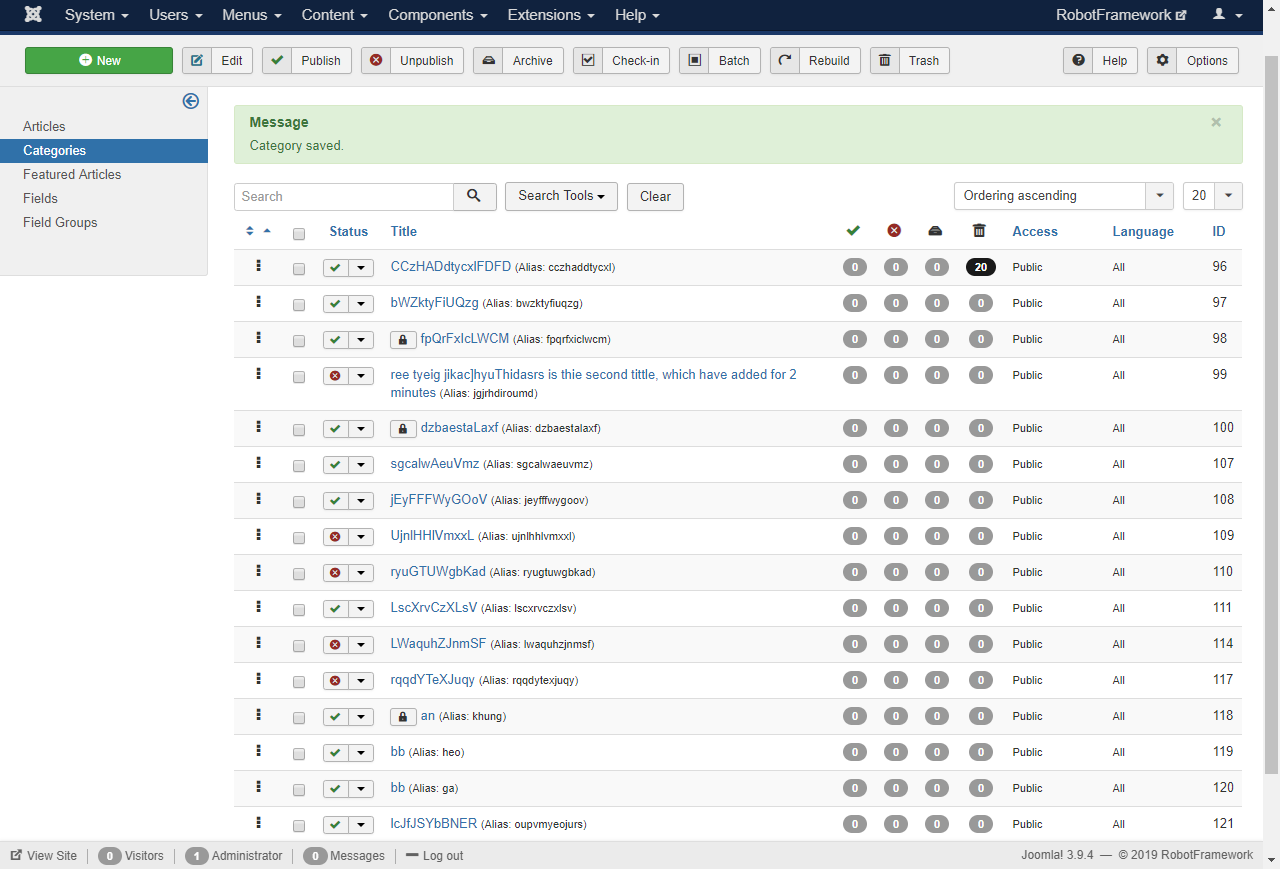 System Users Menus Content Components Extensions Help RobotFramework
New Edit Publish Unpublish Archive Check-in Batch Rebuild Trash Help Options
Articles
Categories
Featured Articles
Fields
Field Groups
Message
Category saved.
Search Search Tools Clear Ordering ascending 20
Status Title Access Language ID
CCzHADdtycxlFDFD (Alias: cczhaddtycxl) 0 0 0 20 Public All 96
bWZktyFiUQzg (Alias: bwzktyfiuqzg) 0 0 0 0 Public All 97
fpQrFxIcLWCM (Alias: fpqrfxiclwcm) 0 0 0 0 Public All 98
ree tyeig jikac]hyuThidasrs is thie second tittle, which have added for 2 0 0 0 0 Public All 99
minutes (Alias: jgjrhdiroumd)
dzbaestaLaxf (Alias: dzbaestalaxf) 0 0 0 0 Public All 100
sgcalwAeuVmz (Alias: sgcalwaeuvmz) 0 0 0 0 Public All 107
jEyFFFWyGOoV (Alias: jeyfffwygoov) 0 0 0 0 Public All 108
UjnlHHlVmxxL (Alias: ujnlhhlvmxxl) 0 0 0 0 Public All 109
ryuGTUWgbKad (Alias: ryugtuwgbkad) 0 0 0 0 Public All 110
LscXrvCzXLsV (Alias: lscxrvczxlsv) 0 0 0 0 Public All 111
LWaquhZJnmSF (Alias: lwaquhzjnmsf) 0 0 0 0 Public All 114
rqqdYTeXJuqy (Alias: rqqdytexjuqy) 0 0 0 0 Public All 117
an (Alias: khung) 0 0 0 0 Public All 118
bb (Alias: heo) 0 0 0 0 Public All 119
bb (Alias: ga) 0 0 0 0 Public All 120
IcJfJSYbBNER (Alias: oupvmyeojurs) 0 0 0 0 Public All 121
View Site 0 Visitors 1 Administrator 0 Messages Log out Joomla! 3.9.4 — © 2019 RobotFramework